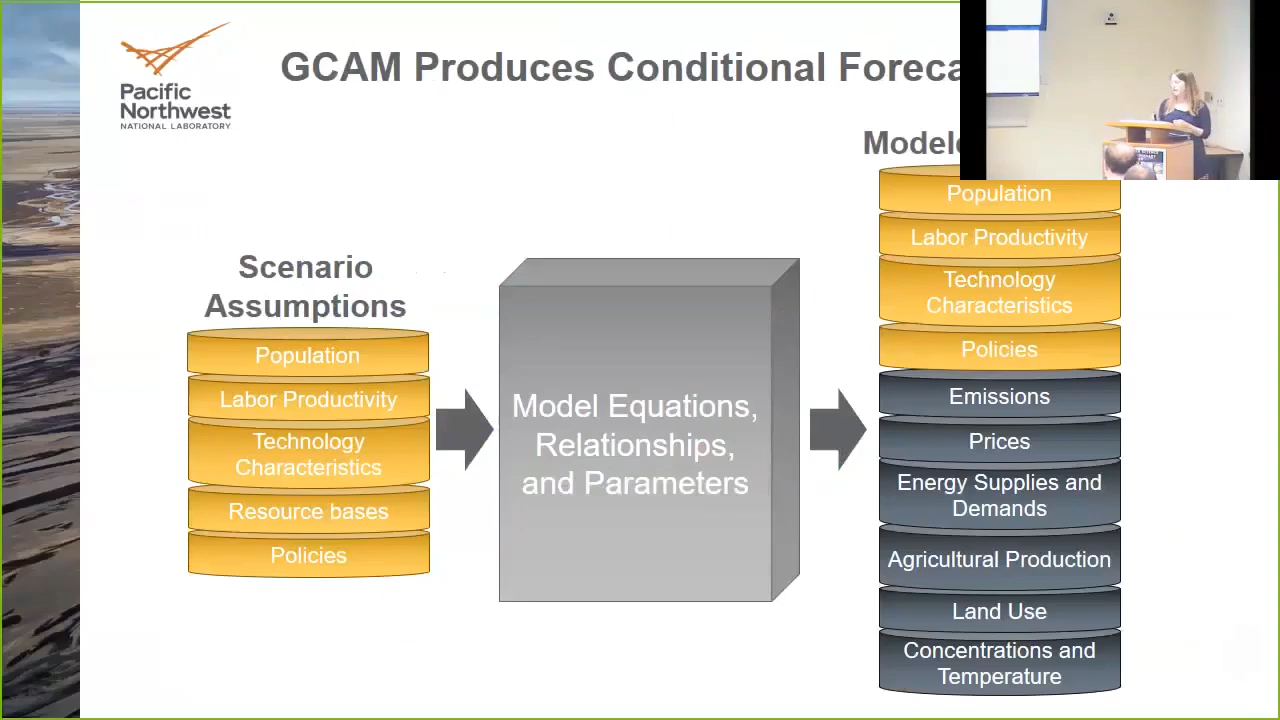 Pacific
Northwest
NATIONAL LABORATORY
GCAM Produces Conditional Foreca
Scenario
Assumptions
Population
Labor Productivity
Technology
Characteristics
Resource bases
Policies
Model Equations,
Relationships,
and Parameters
Model
Population
Labor Productivity
Technology
Characteristics
Policies
Emissions
Prices
Energy Supplies and
Demands
Agricultural Production
Land Use
Concentrations and
Temperature